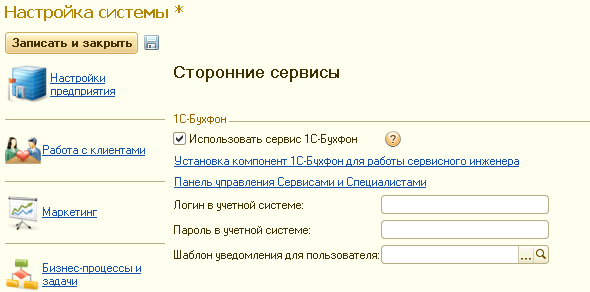 Настройка системы *
Записать и закрыть
Настройки
предприятия
Работа с клиентами
Маркетинг
Бизнес-процессы и
задачи
Сторонние сервисы
1С-Бухфон
Использовать сервис 1С-Бухфон
?
Установка компонент 1С-Бухфон для работы сервисного инженера
Панель управления Сервисами и Специалистами
Логин в учетной системе:
Пароль в учетной системе:
Шаблон уведомления для пользователя:
...